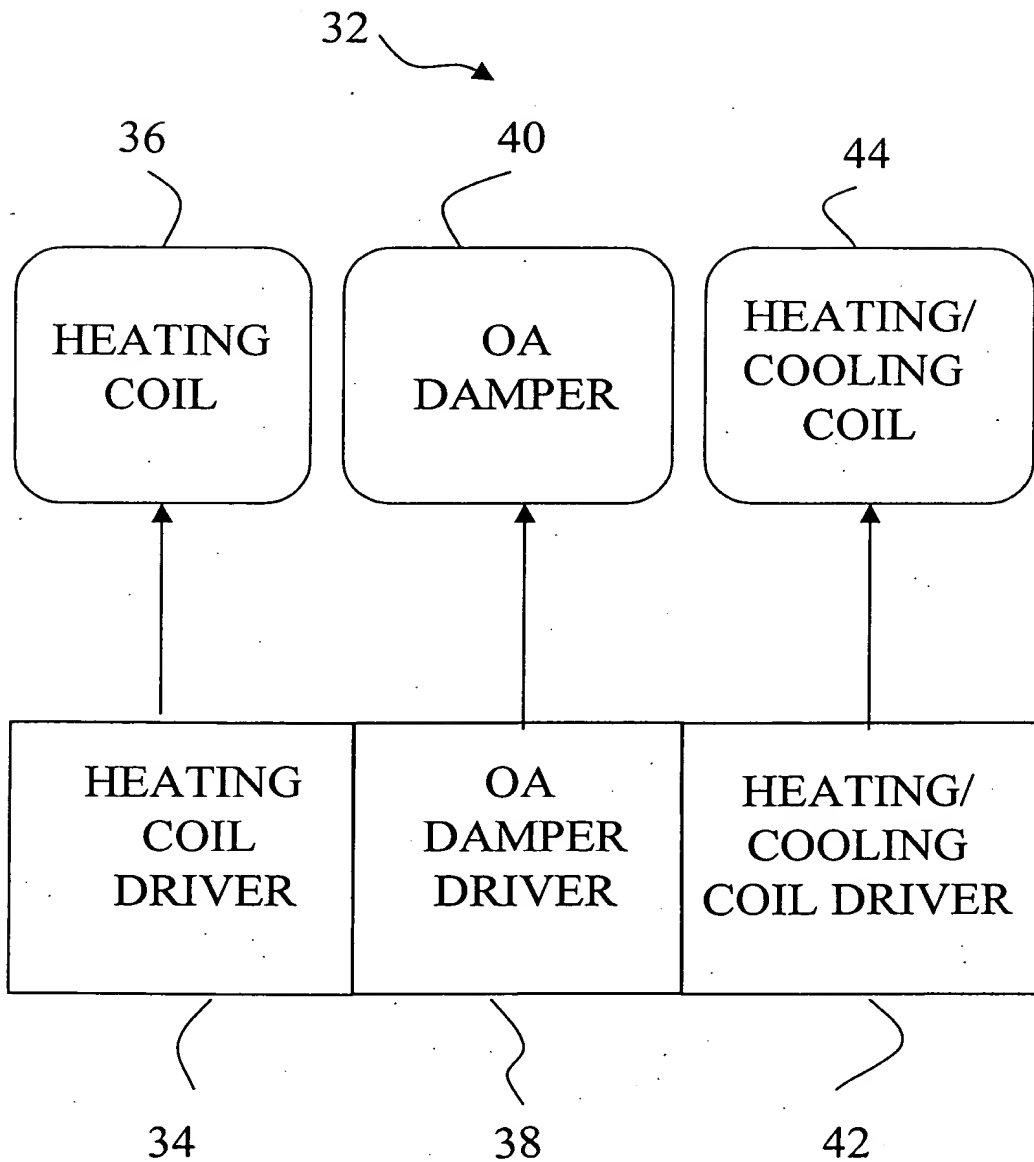 32
36
40
44
HEATING
COIL
OA
DAMPER
HEATING/
COOLING
COIL
HEATING
COIL
DRIVER
OA
DAMPER
DRIVER
HEATING/
COOLING
COIL DRIVER
34
38
42